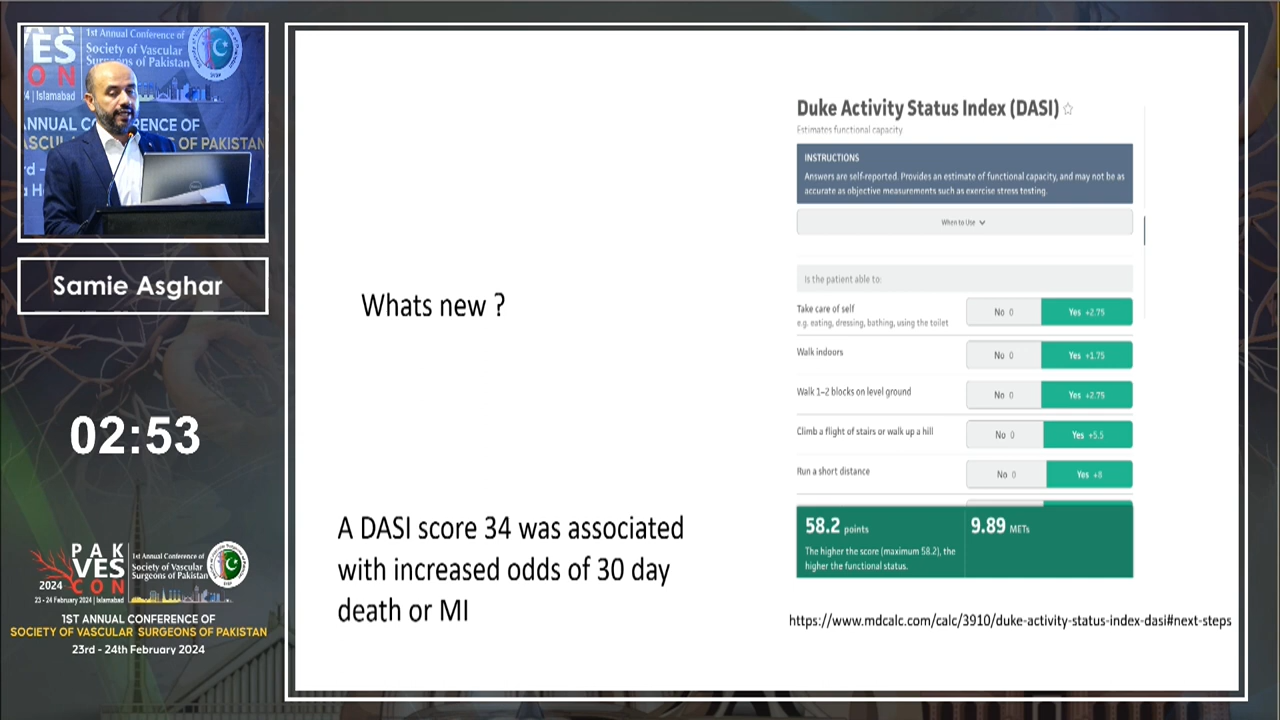 1st Annual Conference of
Society of Vascular
Surgeons of Pakistan
ES
ON
4 | Islamabad
ANNUAL CONFERENCE OF
OF PAKISTAN
Samie Asghar
02:53
PAK
VES
CON
2024
23 - 24 February 2024 | Islamabad
1st Annual Conference of
Society of Vascular
Surgeons of Pakistan
1ST ANNUAL CONFERENCE OF
SOCIETY OF VASCULAR SURGEONS OF PAKISTAN
23rd - 24th February 2024
Whats new ?
A DASI score 34 was associated
with increased odds of 30 day
death or MI
Duke Activity Status Index (DASI)
Estimates functional capacity
INSTRUCTIONS
Answers are self-reported. Provides an estimate of functional capacity, and may not be as
accurate as objective measurements such as exercise stress testing.
When to Use
Is the patient able to:
Take care of self
e.g. eating, dressing, bathing, using the toilet
No 0 Yes +2.75
Walk indoors No 0 Yes +1.75
Walk 1–2 blocks on level ground No 0 Yes +2.75
Climb a flight of stairs or walk up a hill No 0 Yes +5.5
Run a short distance No 0 Yes +8
58.2 points 9.89 METs
The higher the score (maximum 58.2), the
higher the functional status.
https://www.mdcalc.com/calc/3910/duke-activity-status-index-dasi#next-steps